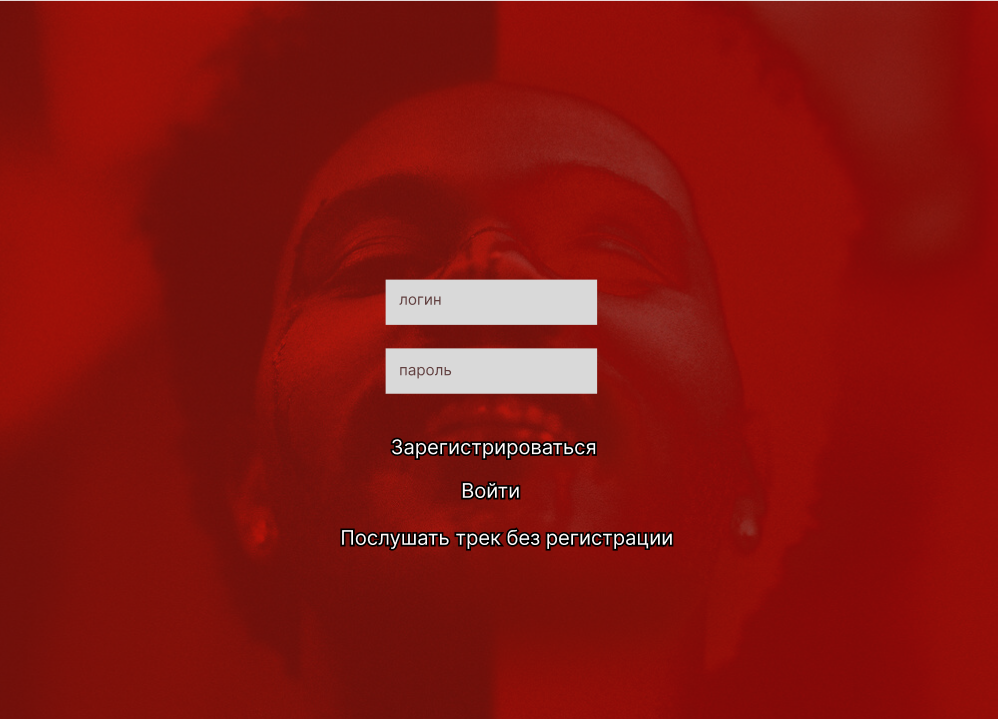 логин
пароль
Зарегистрироваться
Войти
Послушать трек без регистрации